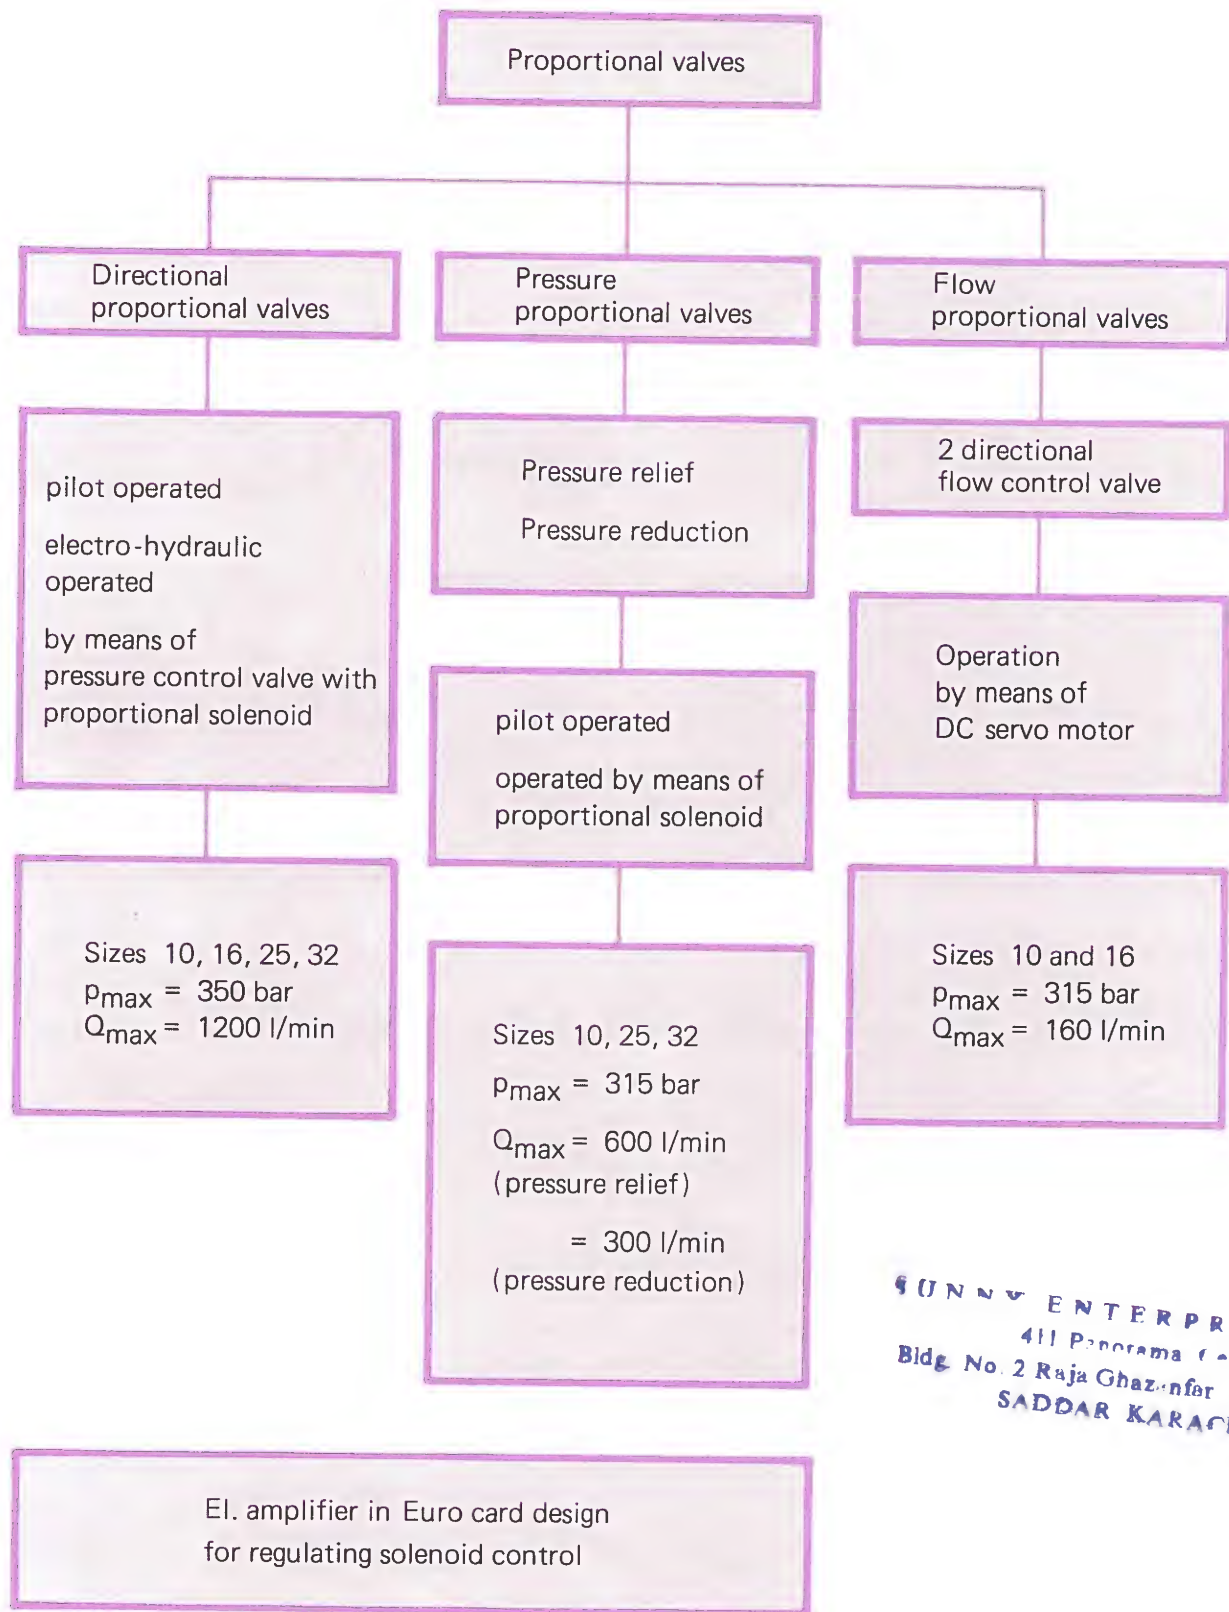 Proportional valves
Directional
proportional valves
Pressure
proportional valves
Flow
proportional valves
pilot operated
electro-hydraulic
operated
by means of
pressure control valve with
proportional solenoid
Pressure relief
Pressure reduction
2 directional
flow control valve
pilot operated
operated by means of
proportional solenoid
Operation
by means of
DC servo motor
Sizes 10, 16, 25, 32
pmax = 350 bar
Qmax = 1200 l/min
Sizes 10, 25, 32
pmax = 315 bar
Qmax = 600 l/min
(pressure relief)
= 300 l/min
(pressure reduction)
Sizes 10 and 16
pmax = 315 bar
Qmax = 160 l/min
El. amplifier in Euro card design
for regulating solenoid control
SUNNY
411 Panorama
Bldg. No. 2 Raja Ghazanfar
SADDAR